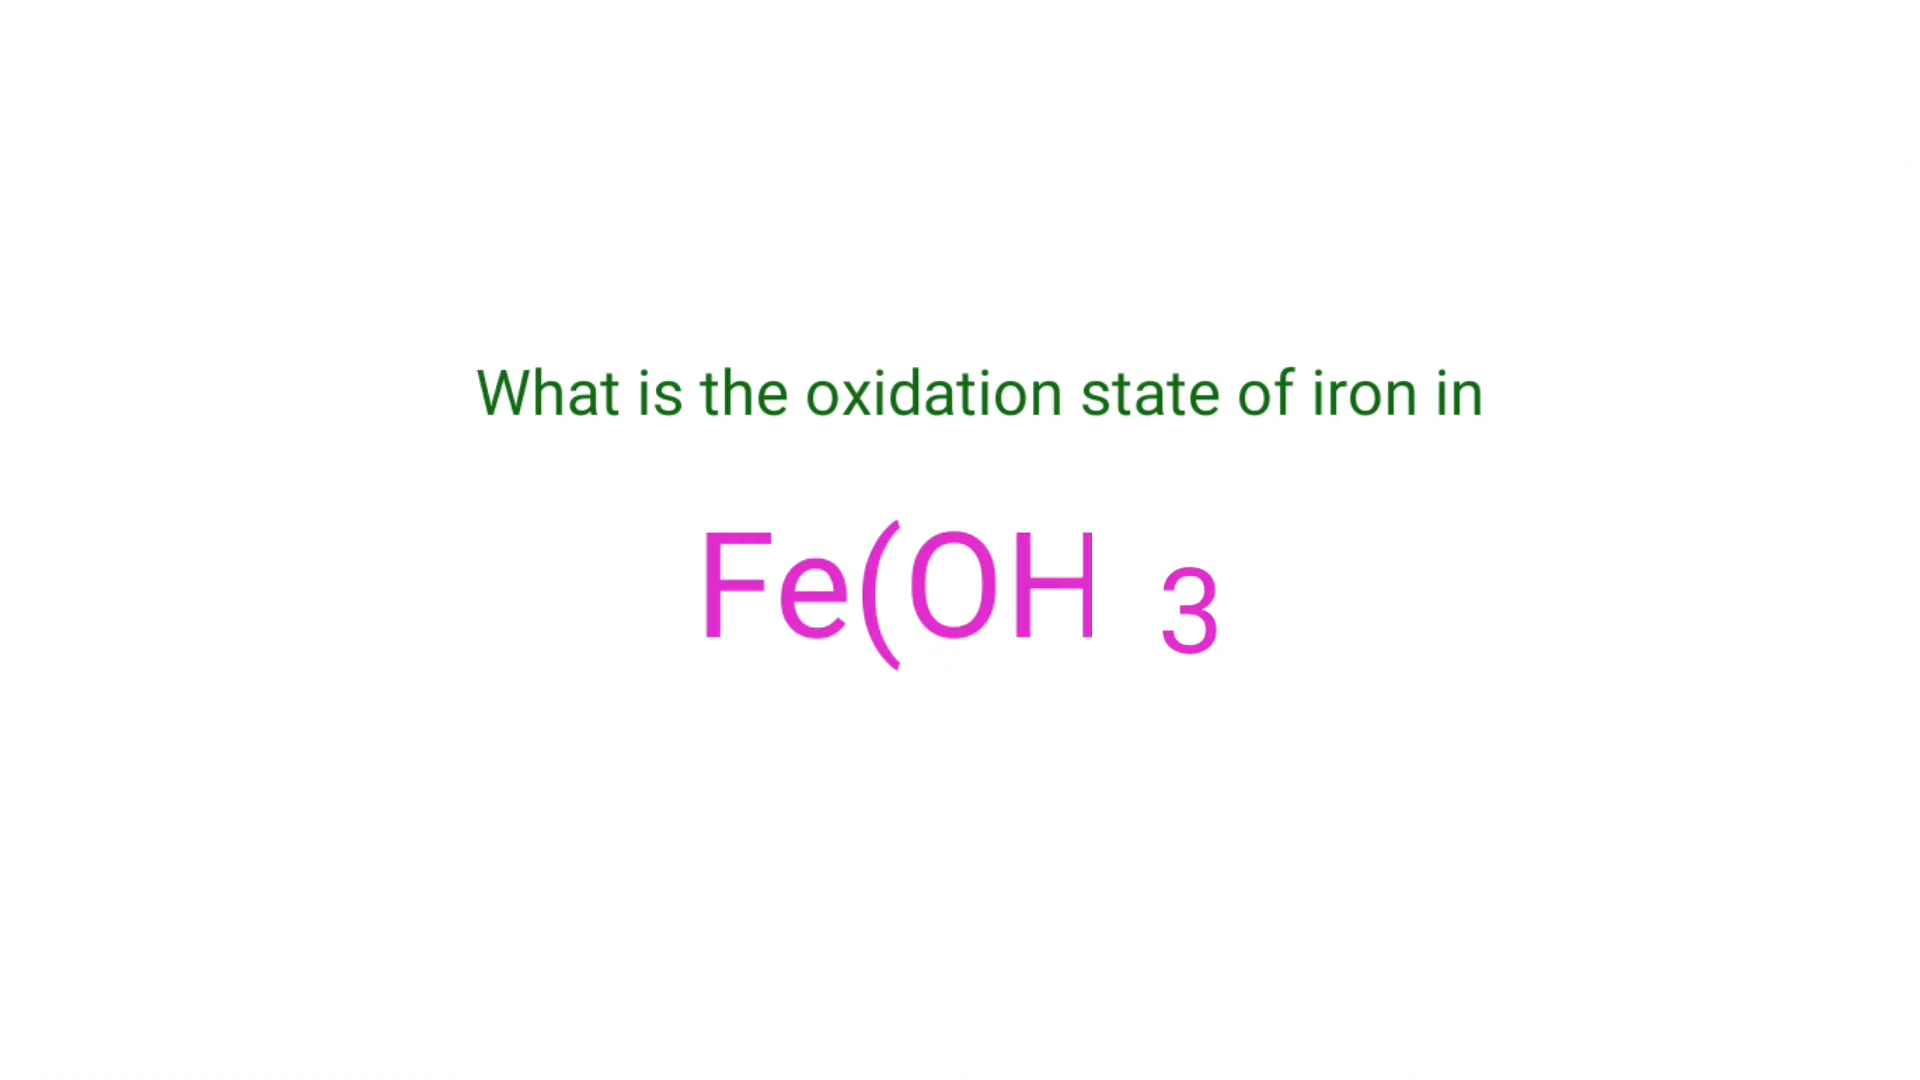 What is the oxidation state of iron in
Fe(OH 3